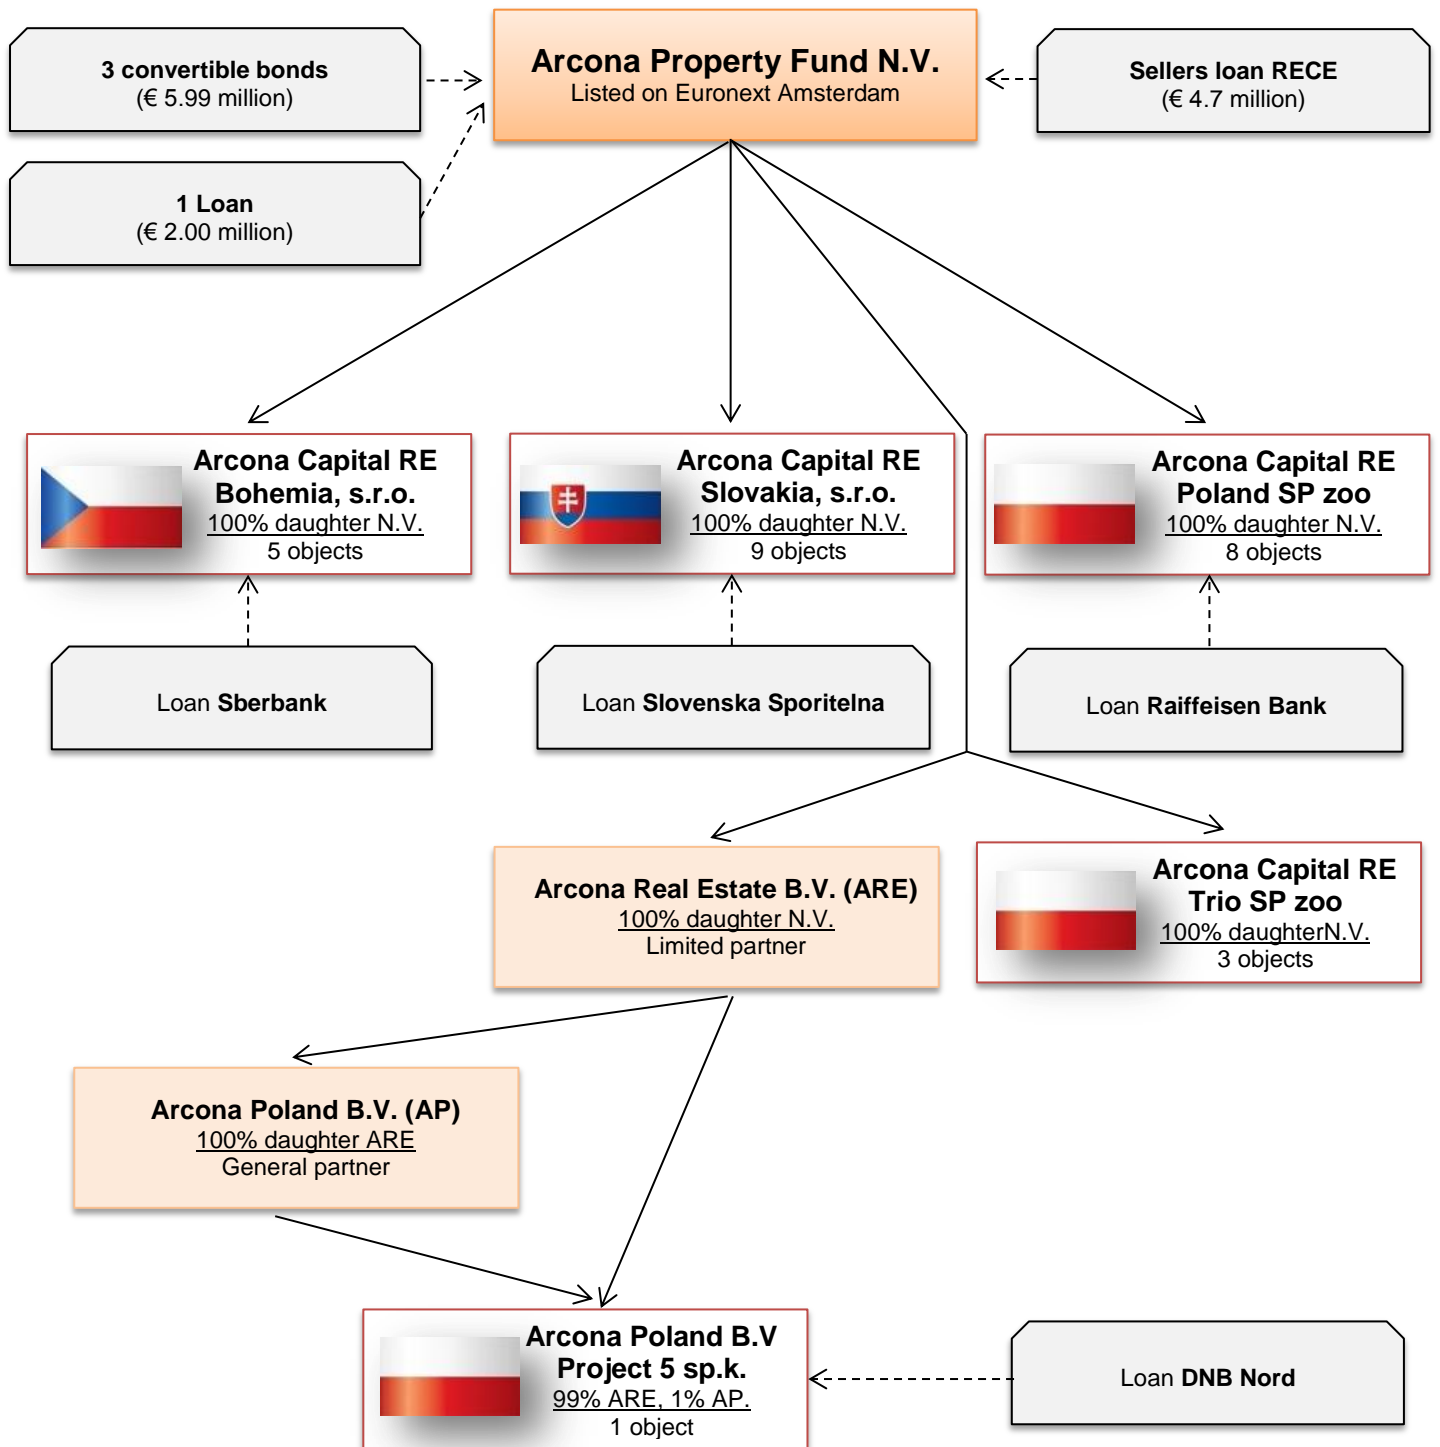 3 convertible bonds
(€ 5.99 million)
Arcona Property Fund N.V.
Listed on Euronext Amsterdam
Sellers loan RECE
(€ 4.7 million)
1 Loan
(€ 2.00 million)
Arcona Capital RE
Bohemia, s.r.o.
100% daughter N.V.
5 objects
Arcona Capital RE
Slovakia, s.r.o.
100% daughter N.V.
9 objects
Arcona Capital RE
Poland SP zoo
100% daughter N.V.
8 objects
Loan Sberbank
Loan Slovenska Sporitelna
Loan Raiffeisen Bank
Arcona Real Estate B.V. (ARE)
100% daughter N.V.
Limited partner
Arcona Capital RE
Trio SP zoo
100% daughterN.V.
3 objects
Arcona Poland B.V. (AP)
100% daughter ARE
General partner
Arcona Poland B.V
Project 5 sp.k.
99% ARE, 1% AP.
1 object
Loan DNB Nord